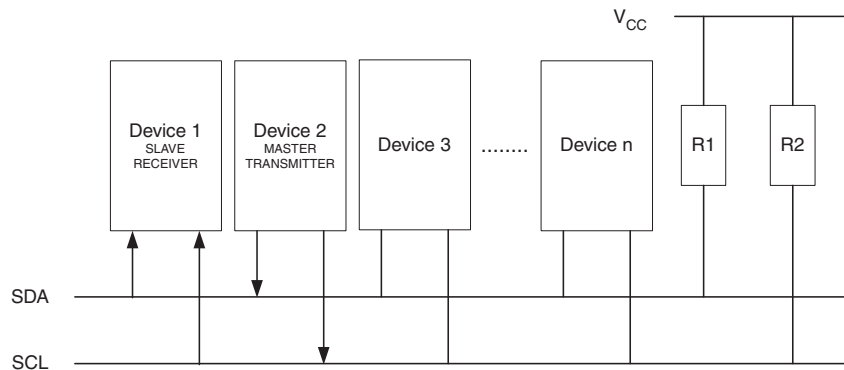 VCC
Device 1
SLAVE
RECEIVER
Device 2
MASTER
TRANSMITTER
Device 3
........
Device n
R1
R2
SDA
SCL